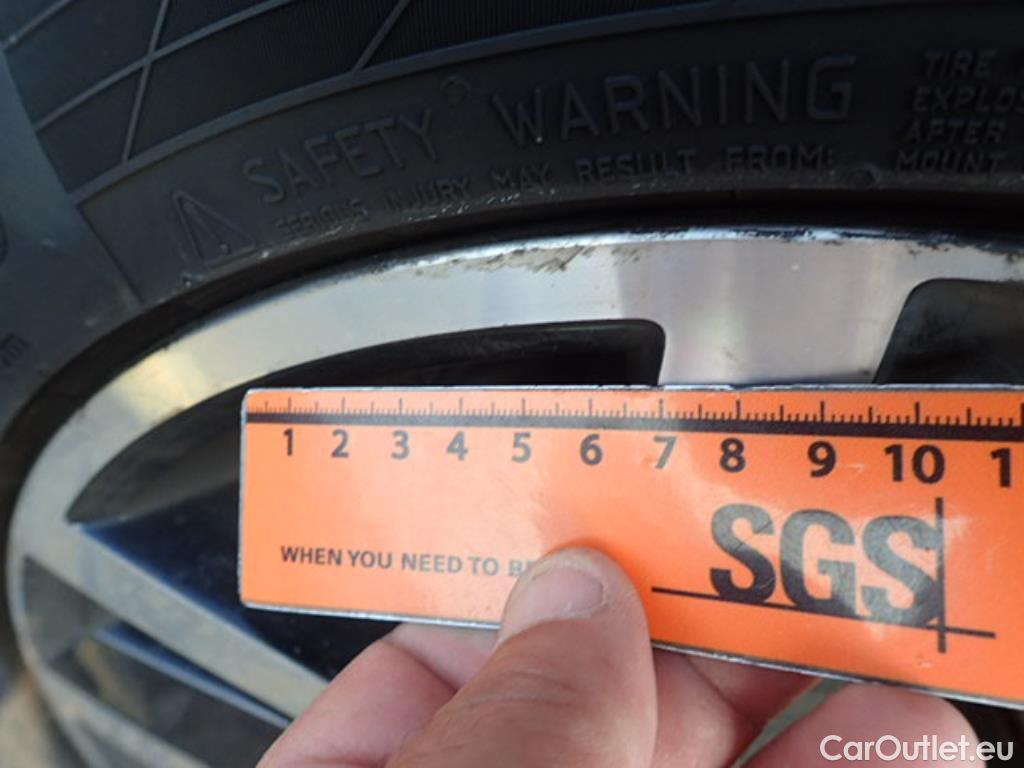 SAFETY WARNING
SERIOUS INJURY MAY RESULT FROM:
TIRE
EXPLOS
AFTER
MOUNT
1 2 3 4 5 6 7 8 9 10 1
SGS
WHEN YOU NEED TO BE
CarOutlet.eu